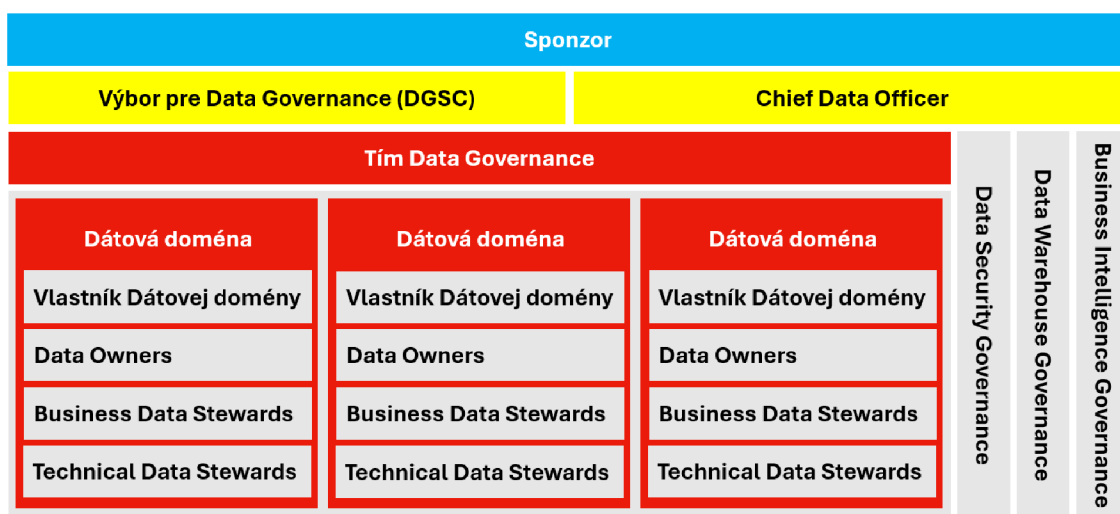 Sponzor
Výbor pre Data Governance (DGSC)
Chief Data Officer
Tím Data Governance
Dátová doména
Vlastník Dátovej domény
Data Owners
Business Data Stewards
Technical Data Stewards
Dátová doména
Vlastník Dátovej domény
Data Owners
Business Data Stewards
Technical Data Stewards
Dátová doména
Vlastník Dátovej domény
Data Owners
Business Data Stewards
Technical Data Stewards
Data Security Governance
Data Warehouse Governance
Business Intelligence Governance